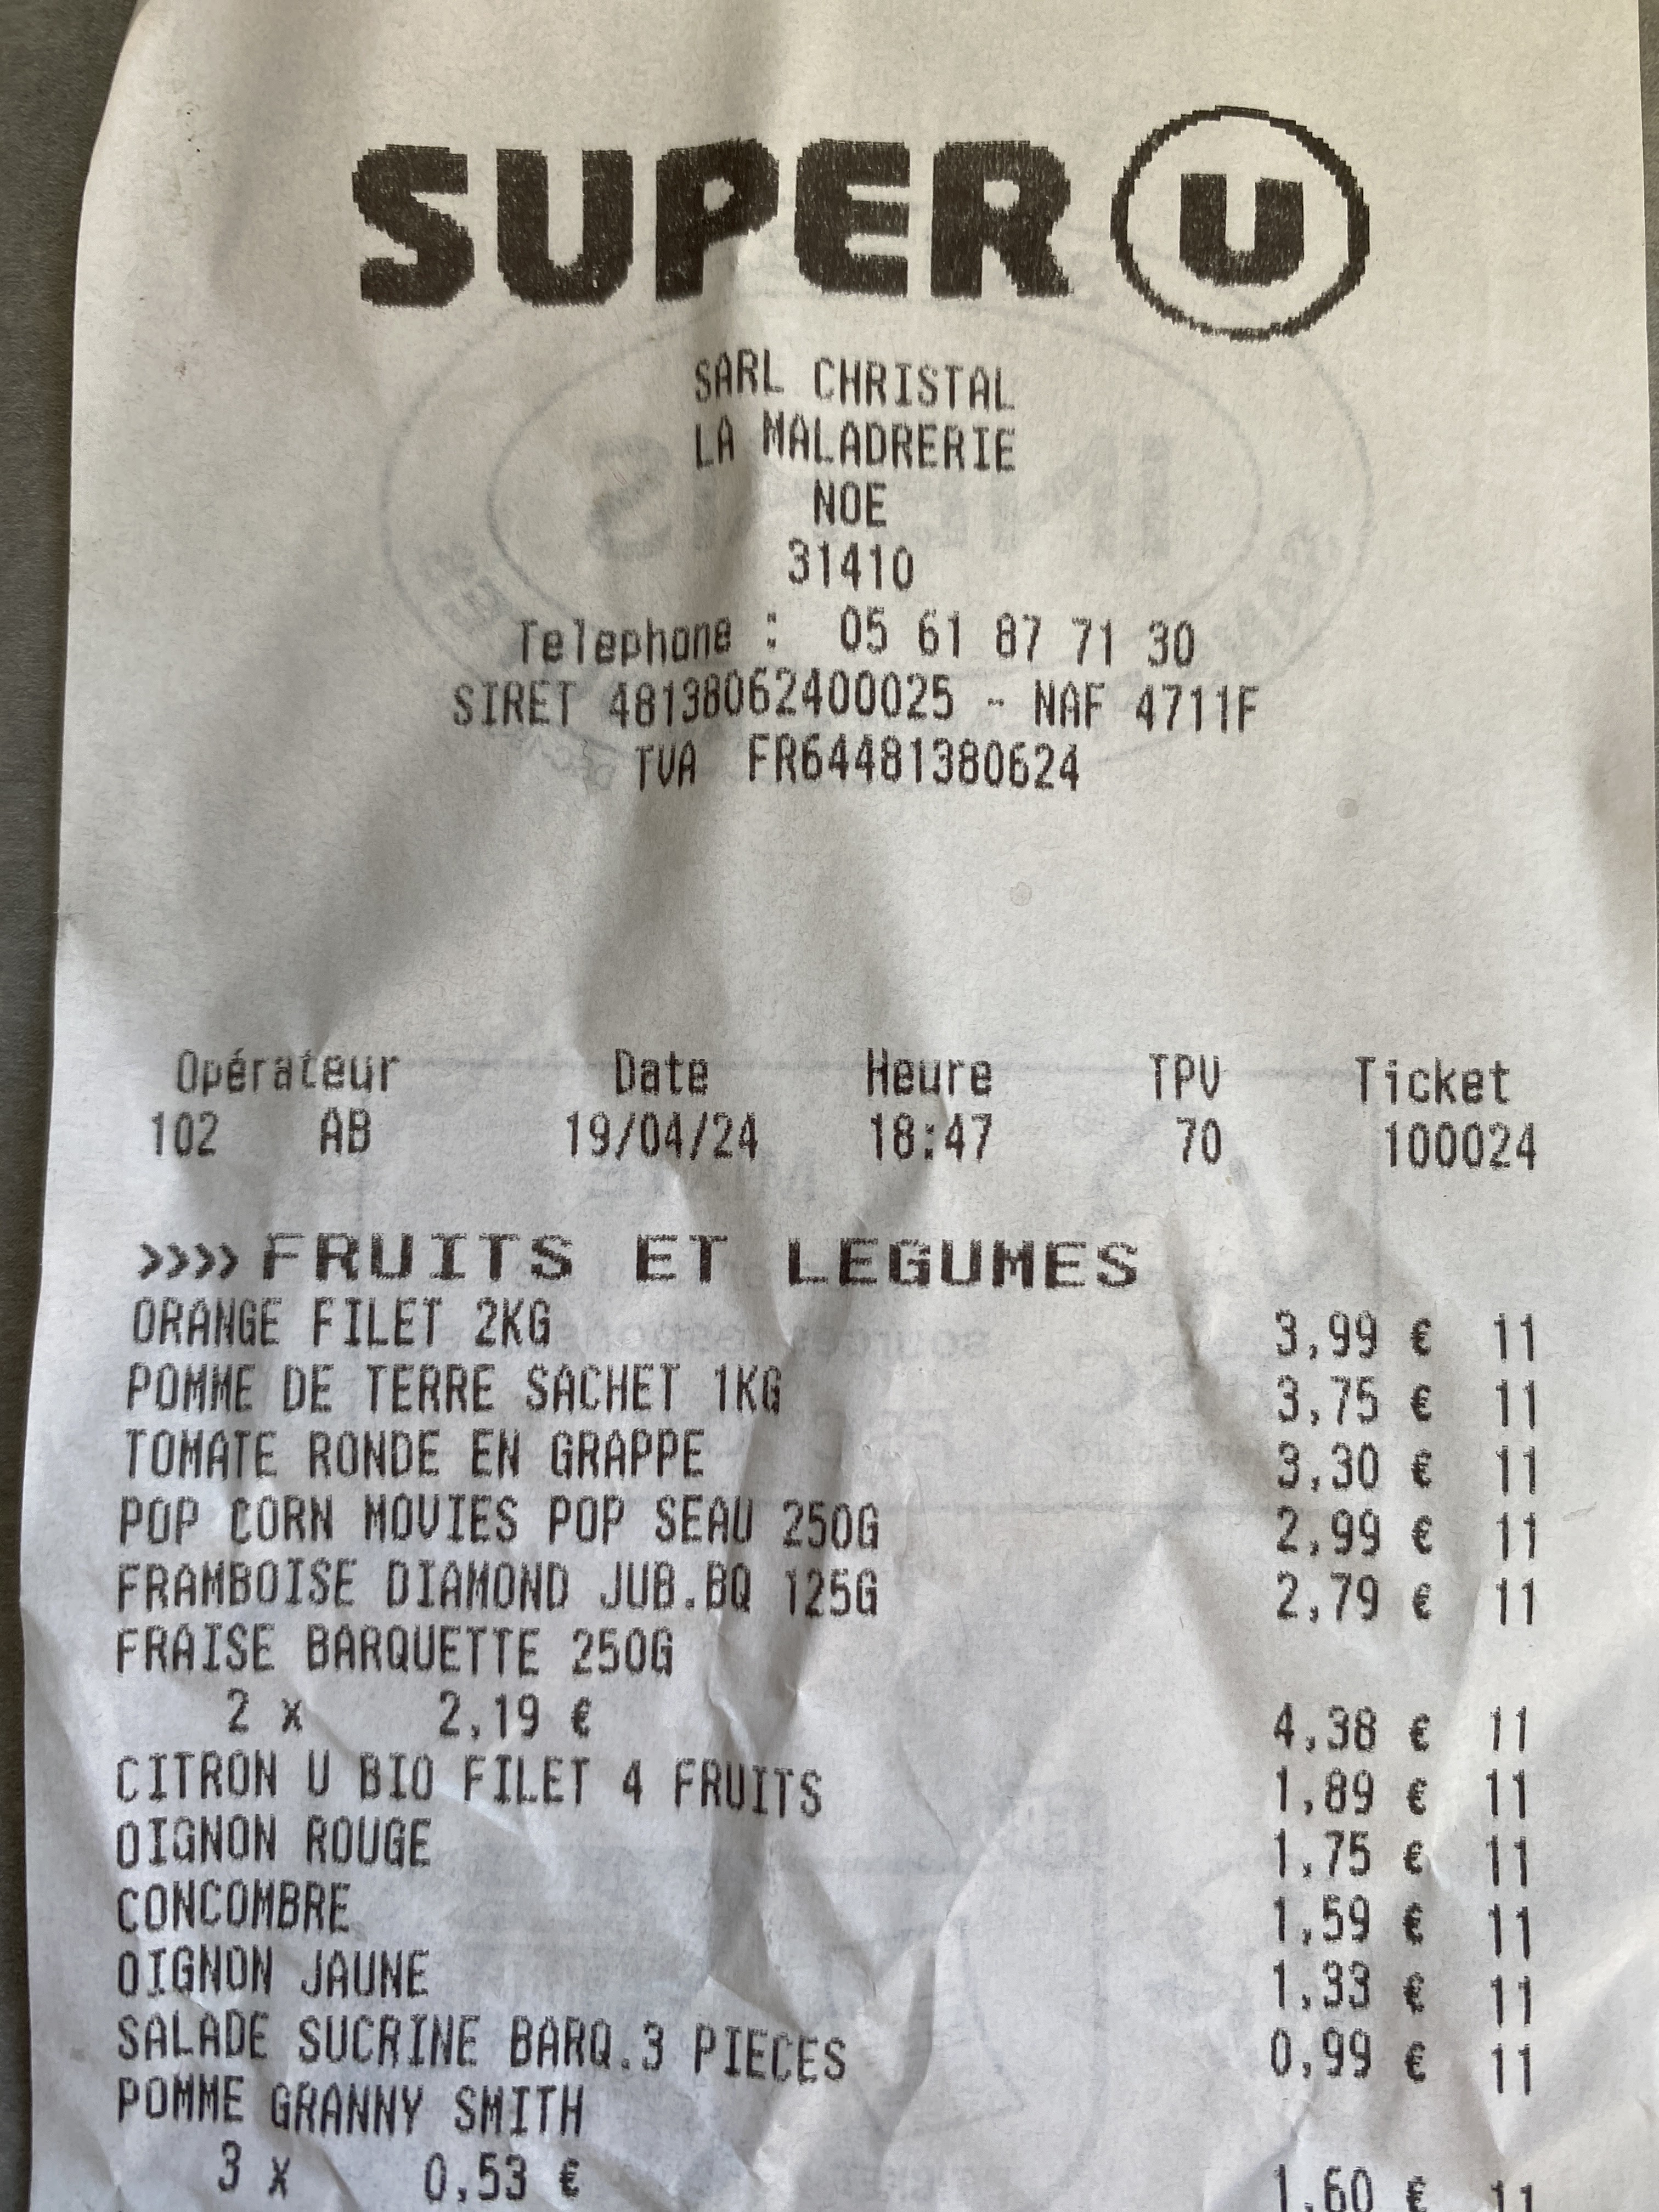 SUPER U
SARL CHRISTAL
LA MALADRERIE
NOE
31410
Telephone : 05 61 87 71 30
SIRET 48138062400025 - NAF 4711F
TVA FR64481380624
Opérateur Date Heure TPV Ticket
102 AB 19/04/24 18:47 70 100024
>>>> FRUITS ET LEGUMES
ORANGE FILET 2KG 3,99 € 11
POMME DE TERRE SACHET 1KG 3,75 € 11
TOMATE RONDE EN GRAPPE 3,30 € 11
POP CORN MOVIES POP SEAU 250G 2,99 € 11
FRAMBOISE DIAMOND JUB.BQ 125G 2,79 € 11
FRAISE BARQUETTE 250G
2 x 2,19 € 4,38 € 11
CITRON U BIO FILET 4 FRUITS 1,89 € 11
OIGNON ROUGE 1,75 € 11
CONCOMBRE 1,59 € 11
OIGNON JAUNE 1,33 € 11
SALADE SUCRINE BARQ.3 PIECES 0,99 € 11
POMME GRANNY SMITH
3 x 0,53 € 1,60 € 11